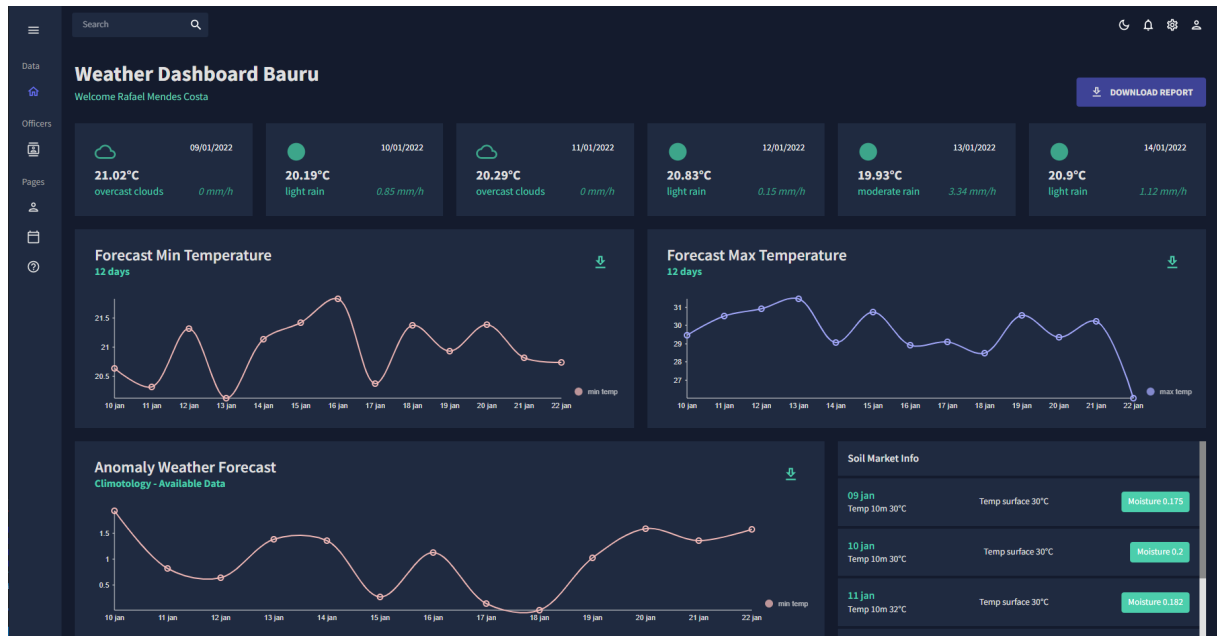 Search
Data
Officers
Pages
Weather Dashboard Bauru
Welcome Rafael Mendes Costa
DOWNLOAD REPORT
09/01/2022
21.02°C
overcast clouds 0 mm/h
10/01/2022
20.19°C
light rain 0.85 mm/h
11/01/2022
20.29°C
overcast clouds 0 mm/h
12/01/2022
20.83°C
light rain 0.15 mm/h
13/01/2022
19.93°C
moderate rain 3.34 mm/h
14/01/2022
20.9°C
light rain 1.12 mm/h
Forecast Min Temperature
12 days
21.5
21
20.5
10 jan 11 jan 12 jan 13 jan 14 jan 15 jan 16 jan 17 jan 18 jan 19 jan 20 jan 21 jan 22 jan
min temp
Forecast Max Temperature
12 days
31
30
29
28
27
10 jan 11 jan 12 jan 13 jan 14 jan 15 jan 16 jan 17 jan 18 jan 19 jan 20 jan 21 jan 22 jan
max temp
Anomaly Weather Forecast
Climotology - Available Data
1.5
1
0.5
10 jan 11 jan 12 jan 13 jan 14 jan 15 jan 16 jan 17 jan 18 jan 19 jan 20 jan 21 jan 22 jan
min temp
Soil Market Info
09 jan
Temp 10m 30°C Temp surface 30°C Moisture 0.175
10 jan
Temp 10m 30°C Temp surface 30°C Moisture 0.2
11 jan
Temp 10m 32°C Temp surface 30°C Moisture 0.182